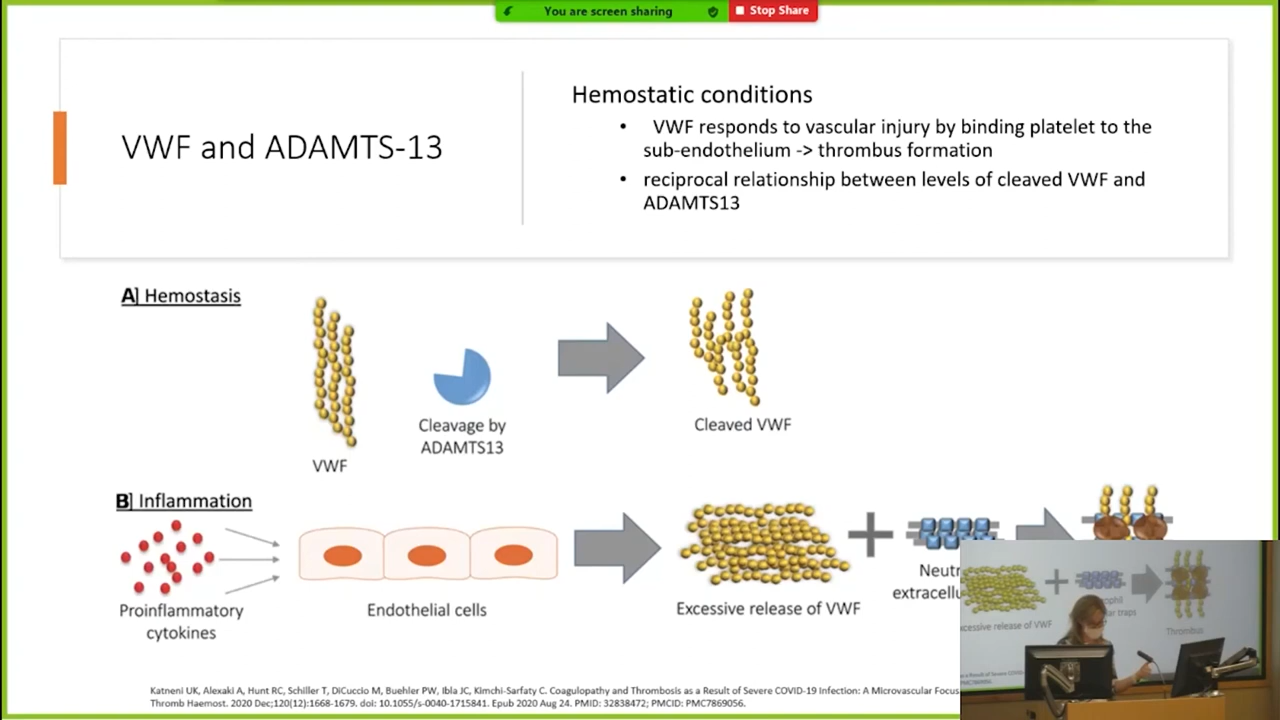 You are screen sharing
Stop Share
VWF and ADAMTS-13
Hemostatic conditions
• VWF responds to vascular injury by binding platelet to the
sub-endothelium -> thrombus formation
• reciprocal relationship between levels of cleaved VWF and
ADAMTS13
A] Hemostasis
VWF
Cleavage by
ADAMTS13
Cleaved VWF
B] Inflammation
Proinflammatory
cytokines
Endothelial cells
Excessive release of VWF
Katneni UK, Alexaki A, Hunt RC, Schiller T, DiCuccio M, Buehler PW, Ibla JC, Kimchi-Sarfaty C. Coagulopathy and Thrombosis as a Result of Severe COVID-19 Infection: A Microvascular Focus
Thromb Haemost. 2020 Dec;120(12):1668-1679. doi: 10.1055/s-0040-1715841. Epub 2020 Aug 24. PMID: 32838472; PMCID: PMC7869056.
release of VWF
Thrombus